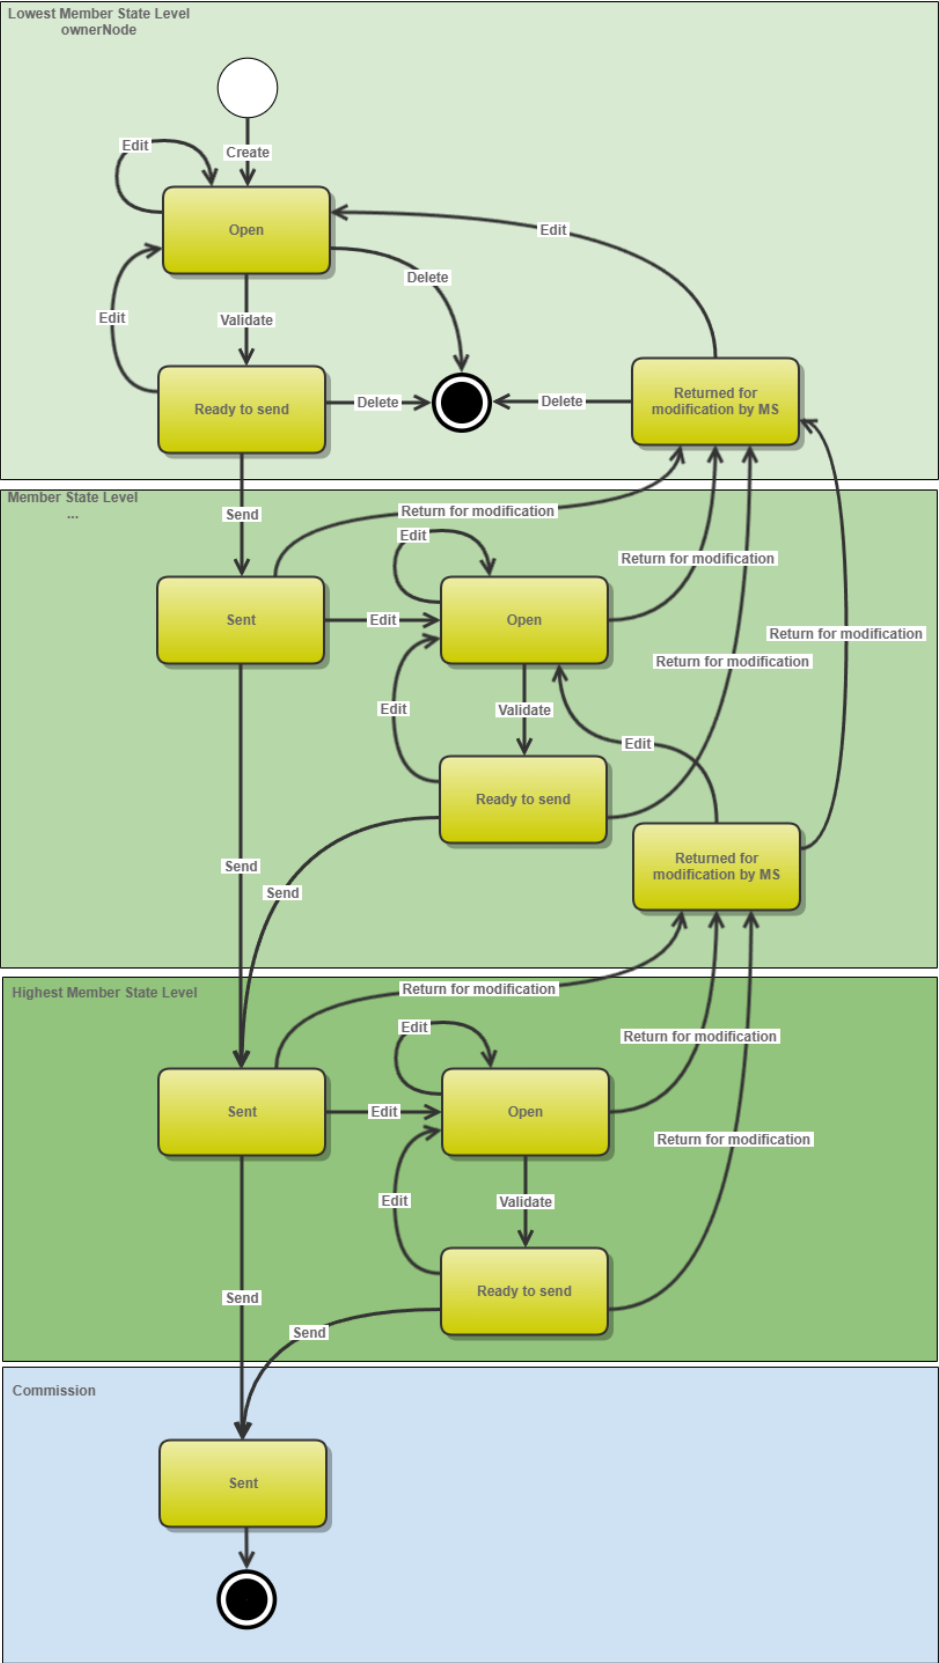 Lowest Member State Level
ownerNode
Edit
Create
Open
Edit
Delete
Edit
Validate
Ready to send
Delete
Delete
Returned for
modification by MS
Member State Level
...
Send
Return for modification
Edit
Return for modification
Sent
Edit
Open
Return for modification
Return for modification
Edit
Validate
Edit
Ready to send
Send
Send
Returned for
modification by MS
Highest Member State Level
Return for modification
Edit
Return for modification
Sent
Edit
Open
Return for modification
Edit
Validate
Ready to send
Send
Send
Commission
Sent